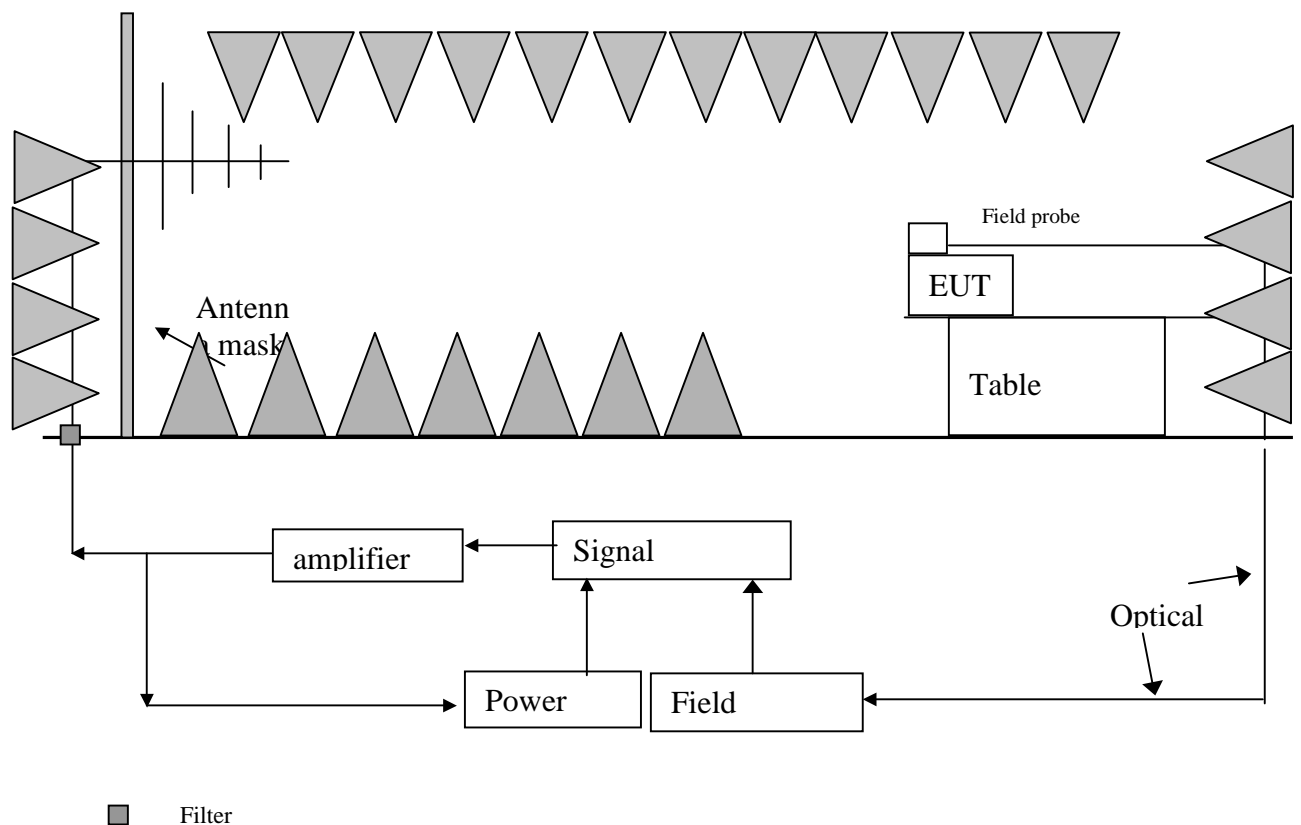 Field probe
EUT
Antenn
a mask
Table
amplifier
Signal
Optical
Power
Field
Filter